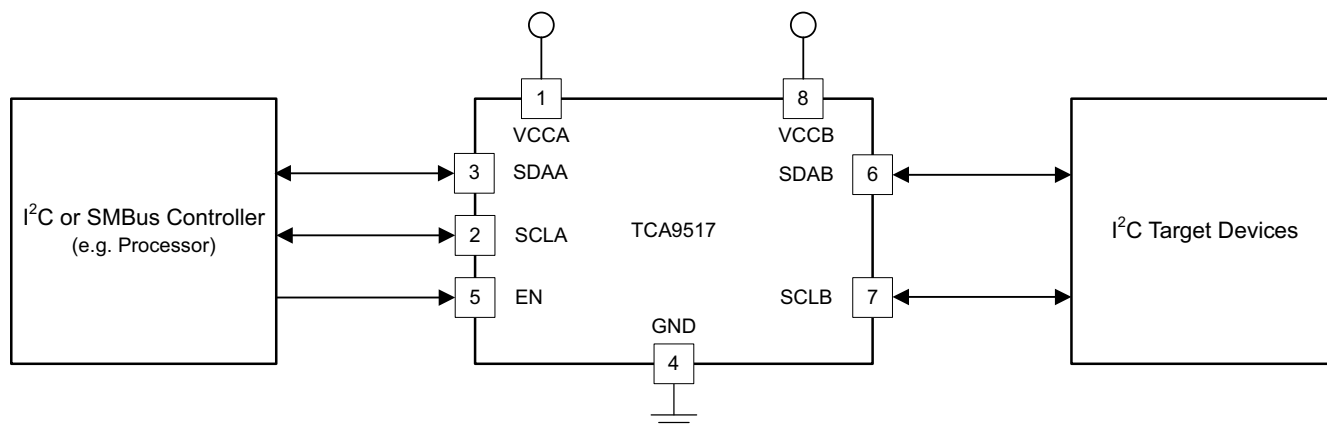 1
8
VCCA
VCCB
3
SDAA
SDAB
6
I²C or SMBus Controller
(e.g. Processor)
2
SCLA
TCA9517
I²C Target Devices
5
EN
SCLB
7
GND
4